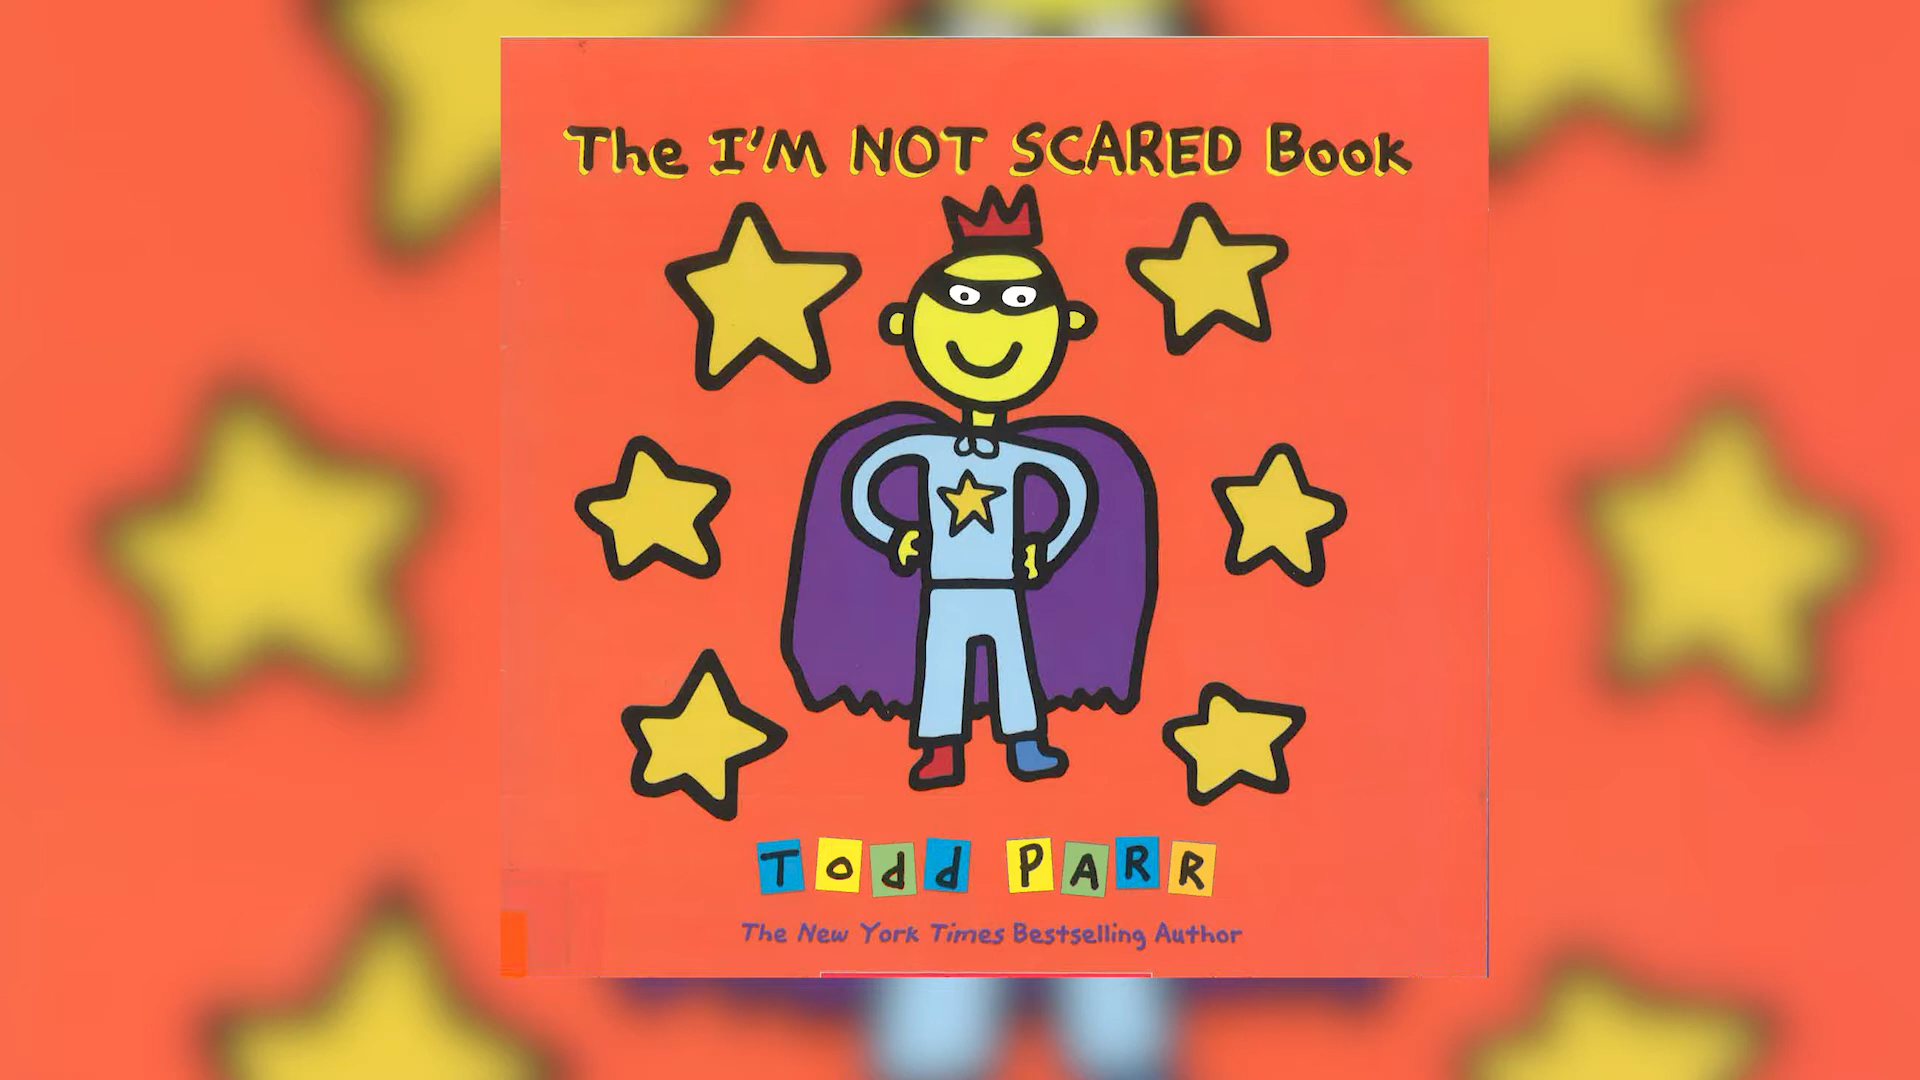 The I'M NOT SCARED Book
Todd PARR
The New York Times Bestselling Author